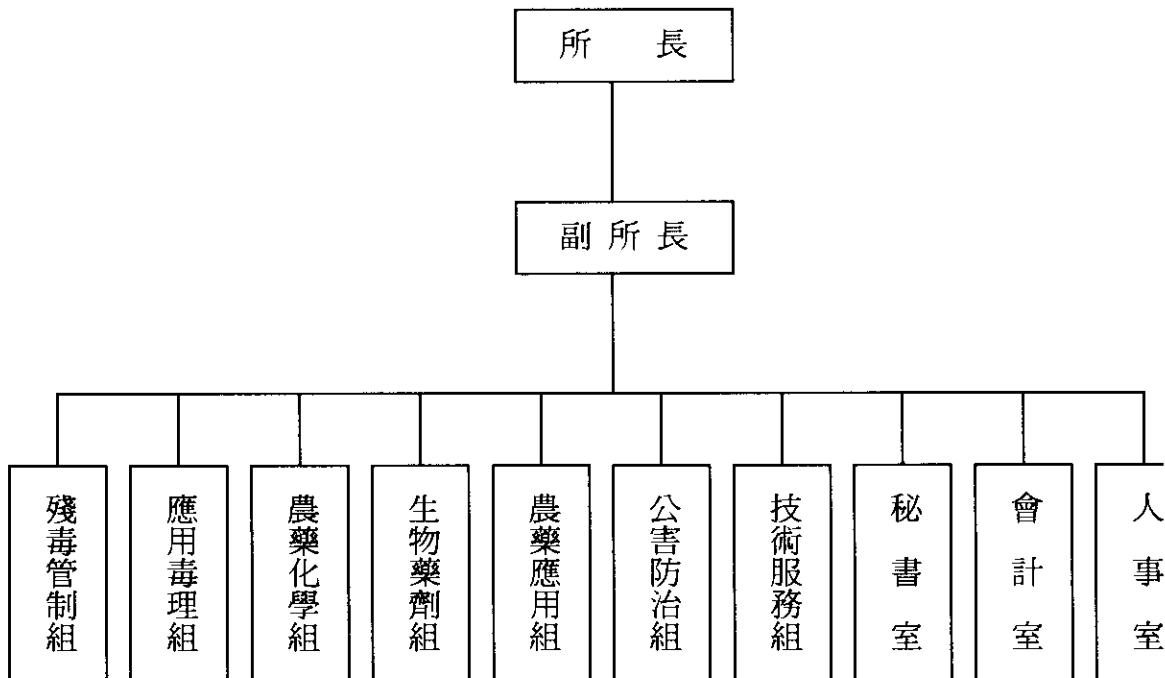 所 長
副所長
殘毒管制組
應用毒理組
農藥化學組
生物藥劑組
農藥應用組
公害防治組
技術服務組
秘書室
會計室
人事室